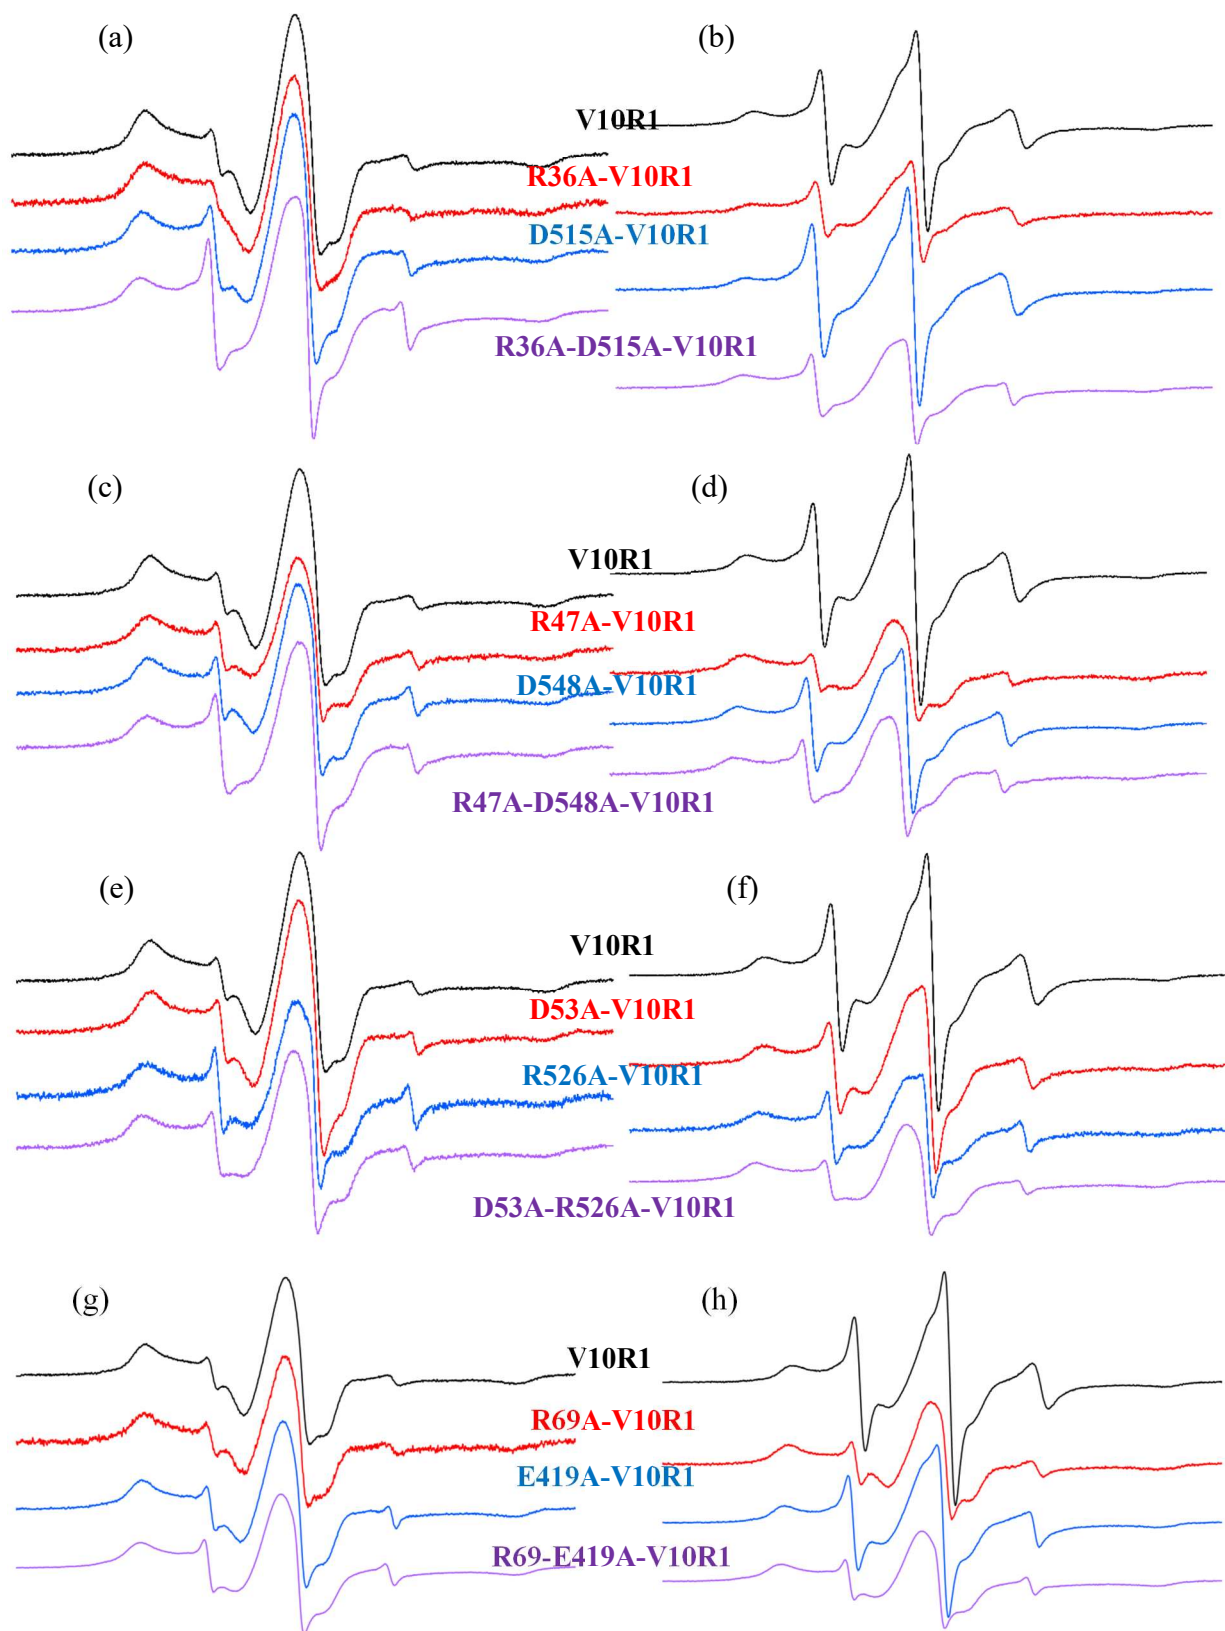 (a)
(b)
V10R1
R36A-V10R1
D515A-V10R1
R36A-D515A-V10R1
(c)
(d)
V10R1
R47A-V10R1
D548A-V10R1
R47A-D548A-V10R1
(e)
(f)
V10R1
D53A-V10R1
R526A-V10R1
D53A-R526A-V10R1
(g)
(h)
V10R1
R69A-V10R1
E419A-V10R1
R69-E419A-V10R1